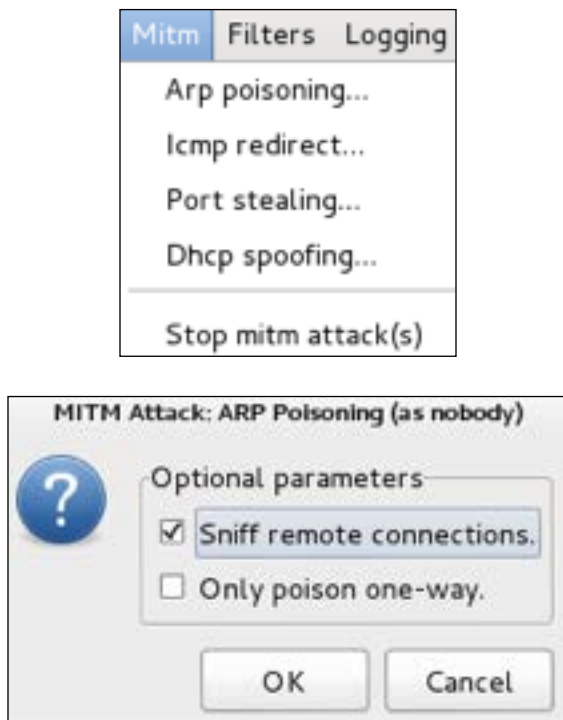 Mitm Filters Logging
Arp poisoning...
Icmp redirect...
Port stealing...
Dhcp spoofing...
Stop mitm attack(s)
MITM Attack: ARP Poisoning (as nobody)
?
Optional parameters
Sniff remote connections.
Only poison one-way.
OK Cancel